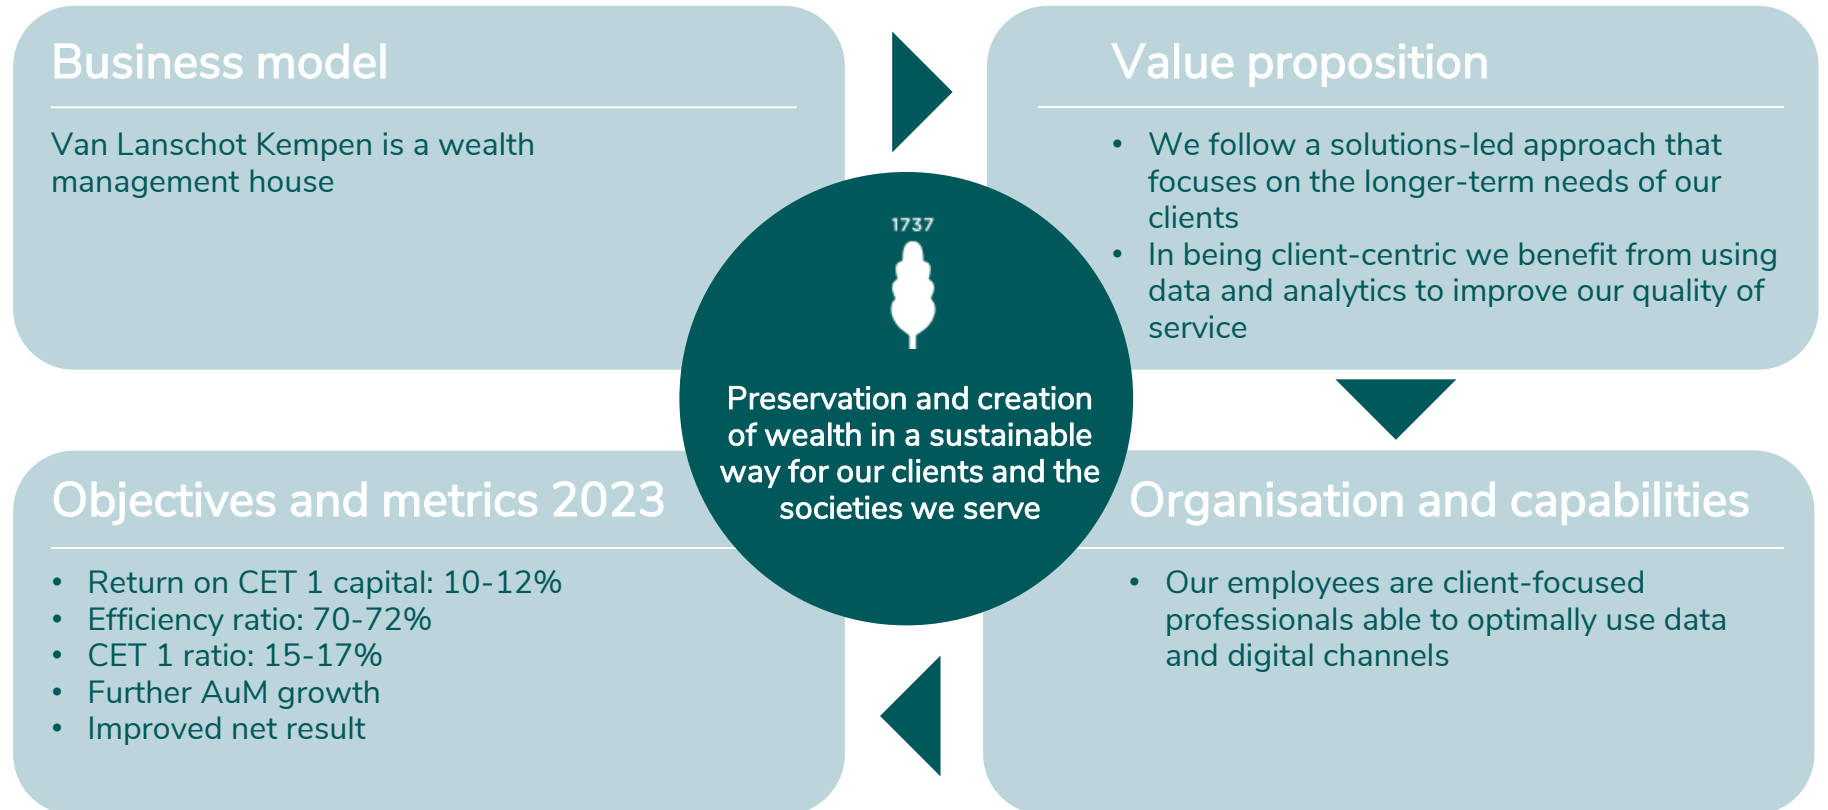 Business model
Van Lanschot Kempen is a wealth
management house
Value proposition
• We follow a solutions-led approach that
focuses on the longer-term needs of our
clients
• In being client-centric we benefit from using
data and analytics to improve our quality of
service
1737
Preservation and creation
of wealth in a sustainable
way for our clients and the
societies we serve
Objectives and metrics 2023
• Return on CET 1 capital: 10-12%
• Efficiency ratio: 70-72%
• CET 1 ratio: 15-17%
• Further AuM growth
• Improved net result
Organisation and capabilities
• Our employees are client-focused
professionals able to optimally use data
and digital channels